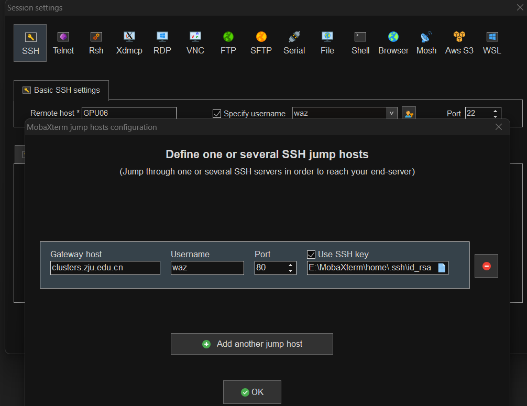 Session settings
SSH Telnet Rsh Xdmcp RDP VNC FTP SFTP Serial File Shell Browser Mosh Aws S3 WSL
Basic SSH settings
Remote host * GPU06 Specify username waz Port 22
MobaXterm jump hosts configuration
Define one or several SSH jump hosts
(Jump through one or several SSH servers in order to reach your end-server)
Gateway host Username Port Use SSH key
clusters.zju.edu.cn waz 80 E:\MobaXterm\home\.ssh\id_rsa
Add another jump host
OK